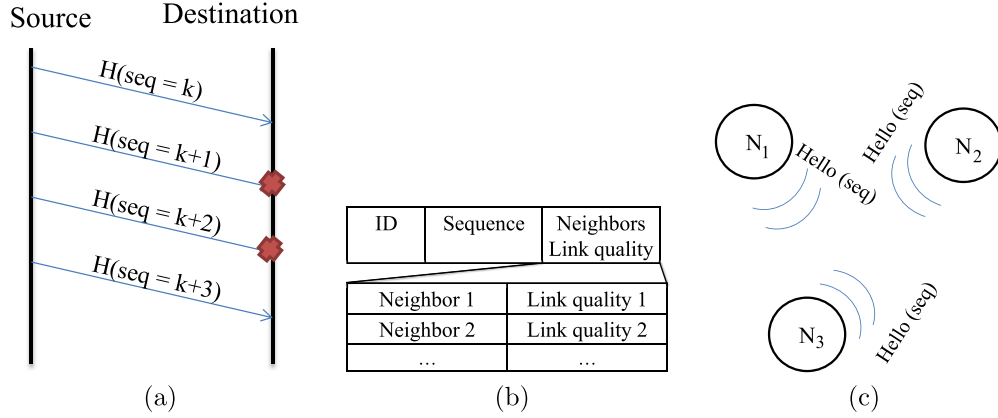 Source
Destination
H(seq = k)
H(seq = k+1)
H(seq = k+2)
H(seq = k+3)
(a)
ID
Sequence
Neighbors
Link quality
Neighbor 1
Link quality 1
Neighbor 2
Link quality 2
...
...
(b)
N1
Hello (seq)
Hello (seq)
N2
N3
Hello (seq)
(c)